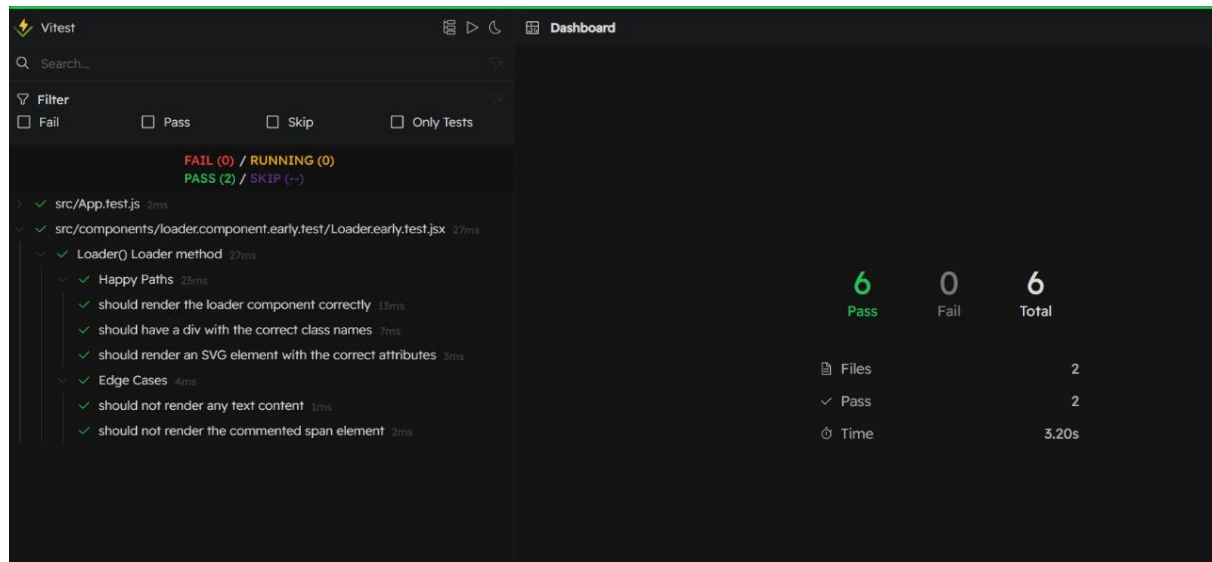 Vitest
Dashboard
Search...
Filter
Fail
Pass
Skip
Only Tests
FAIL (0) / RUNNING (0)
PASS (2) / SKIP (--)
src/App.test.js 2ms
src/components/loader.component.early.test/Loader.early.test.jsx 27ms
Loader() Loader method 27ms
Happy Paths 23ms
should render the loader component correctly 13ms
should have a div with the correct class names 7ms
should render an SVG element with the correct attributes 3ms
Edge Cases 4ms
should not render any text content 1ms
should not render the commented span element 2ms
6 0 6
Pass Fail Total
Files 2
Pass 2
Time 3.20s